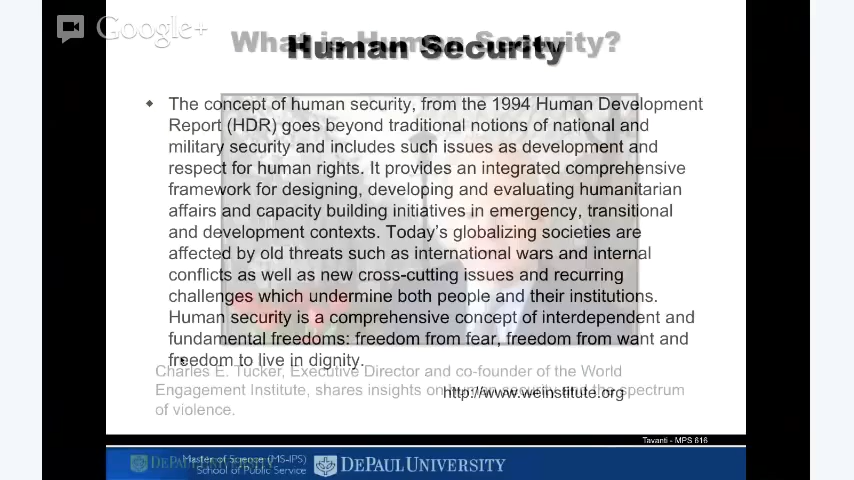 Google+
What is Human Security?
Human Security
The concept of human security, from the 1994 Human Development
Report (HDR) goes beyond traditional notions of national and
military security and includes such issues as development and
respect for human rights. It provides an integrated comprehensive
framework for designing, developing and evaluating humanitarian
affairs and capacity building initiatives in emergency, transitional
and development contexts. Today's globalizing societies are
affected by old threats such as international wars and internal
conflicts as well as new cross-cutting issues and recurring
challenges which undermine both people and their institutions.
Human security is a comprehensive concept of interdependent and
fundamental freedoms: freedom from fear, freedom from want and
freedom to live in dignity.
Charles E. Tucker, Executive Director and co-founder of the World
Engagement Institute, shares insights on human security and the spectrum
of violence.
http://www.weinstitute.org
Tavanti - MPS 616
Master of Science (MS-IPS)
School of Public Service
DEPAUL UNIVERSITY